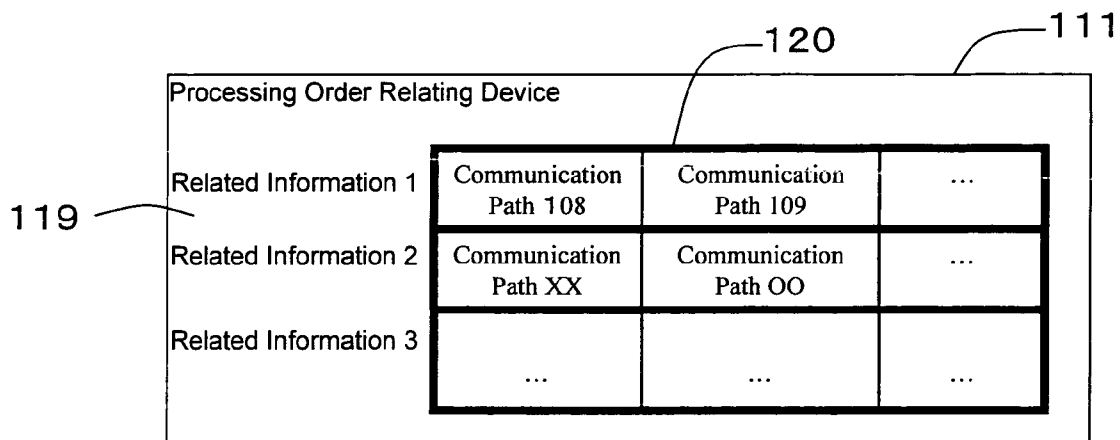 111
120
Processing Order Relating Device
119
Related Information 1
Communication
Path 108
Communication
Path 109
...
Related Information 2
Communication
Path XX
Communication
Path OO
...
Related Information 3
...
...
...